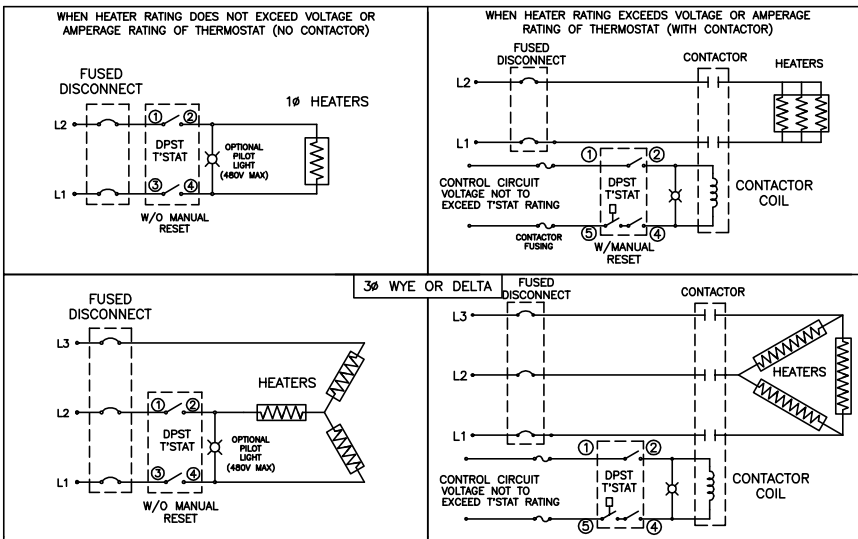 WHEN HEATER RATING DOES NOT EXCEED VOLTAGE OR
AMPERAGE RATING OF THERMOSTAT (NO CONTACTOR)
FUSED
DISCONNECT
1ø HEATERS
L2
① ②
DPST
T'STAT
OPTIONAL
PILOT
LIGHT
(480V MAX)
L1
③ ④
W/O MANUAL
RESET
WHEN HEATER RATING EXCEEDS VOLTAGE OR AMPERAGE
RATING OF THERMOSTAT (WITH CONTACTOR)
FUSED
DISCONNECT
CONTACTOR
HEATERS
L2
L1
① ②
CONTROL CIRCUIT
VOLTAGE NOT TO
EXCEED T'STAT RATING
DPST
T'STAT
CONTACTOR
COIL
CONTACTOR
FUSING
⑤ ④
W/MANUAL
RESET
3ø WYE OR DELTA
FUSED
DISCONNECT
L3
HEATERS
L2
① ②
DPST
T'STAT
OPTIONAL
PILOT
LIGHT
(480V MAX)
L1
③ ④
W/O MANUAL
RESET
FUSED
DISCONNECT
CONTACTOR
L3
L2
HEATERS
L1
① ②
CONTROL CIRCUIT
VOLTAGE NOT TO
EXCEED T'STAT RATING
DPST
T'STAT
CONTACTOR
COIL
⑤ ④